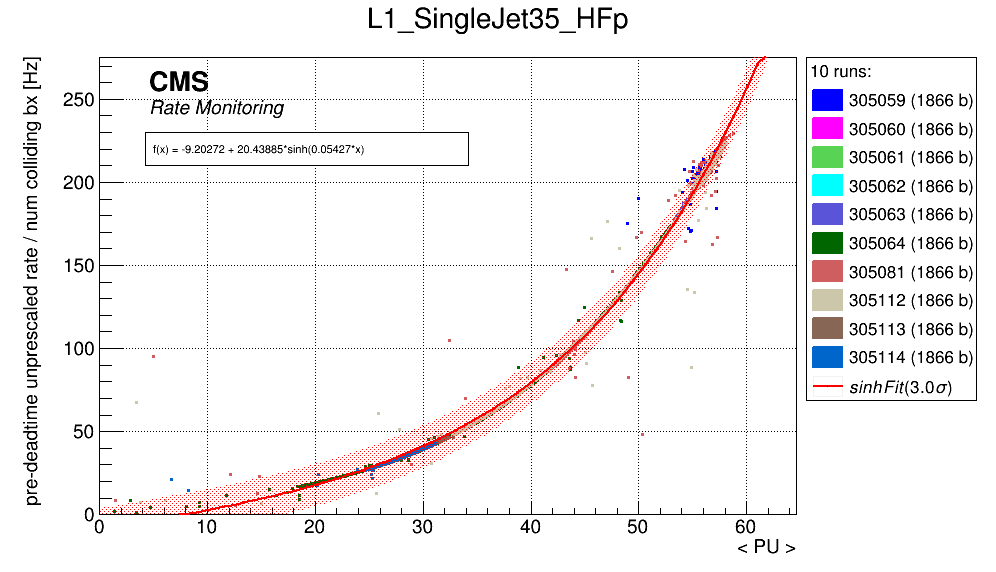 L1_SingleJet35_HFp
pre-deadtime unprescaled rate / num colliding bx [Hz]
CMS
Rate Monitoring
f(x) = -9.20272 + 20.43885*sinh(0.05427*x)
250
200
150
100
50
0
0 10 20 30 40 50 60
< PU >
10 runs:
305059 (1866 b)
305060 (1866 b)
305061 (1866 b)
305062 (1866 b)
305063 (1866 b)
305064 (1866 b)
305081 (1866 b)
305112 (1866 b)
305113 (1866 b)
305114 (1866 b)
sinhFit(3.0σ)